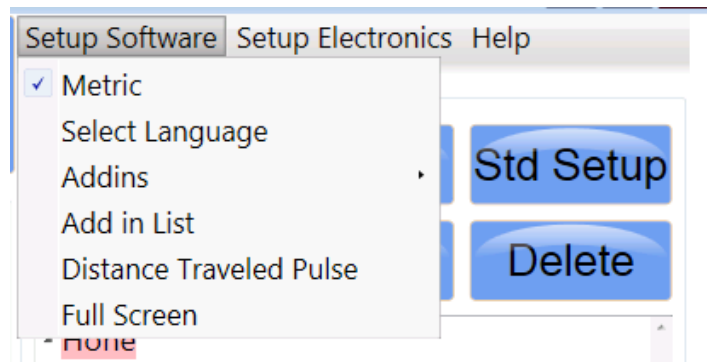 Setup Software Setup Electronics Help
Metric
Select Language
Addins
Std Setup
Add in List
Distance Traveled Pulse
Delete
Full Screen